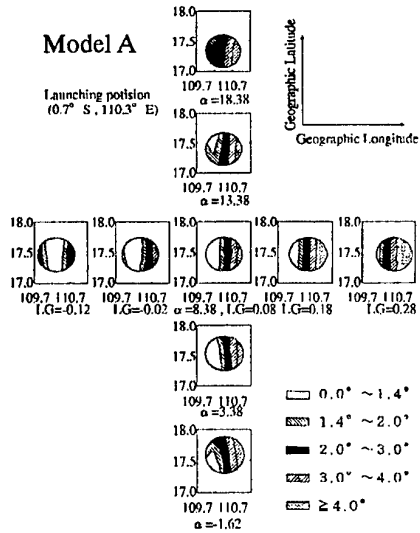 Model A
Launching potision
(0.7° S , 110.3° E)
18.0
17.5
17.0
109.7 110.7
α=18.38
Geographic Latitude
Geographic Longitude
18.0
17.5
17.0
109.7 110.7
α=13.38
18.0 18.0 18.0 18.0 18.0
17.5 17.5 17.5 17.5 17.5
17.0 17.0 17.0 17.0 17.0
109.7 110.7 109.7 110.7 109.7 110.7 109.7 110.7 109.7 110.7
LG=-0.12 LG=-0.02 α=8.38 , LG=0.08 LG=0.18 LG=0.28
18.0
17.5
17.0
109.7 110.7
α=3.38
18.0
17.5
17.0
109.7 110.7
α=-1.62
0.0° ~1.4°
1.4° ~2.0°
2.0° ~3.0°
3.0° ~4.0°
≧4.0°